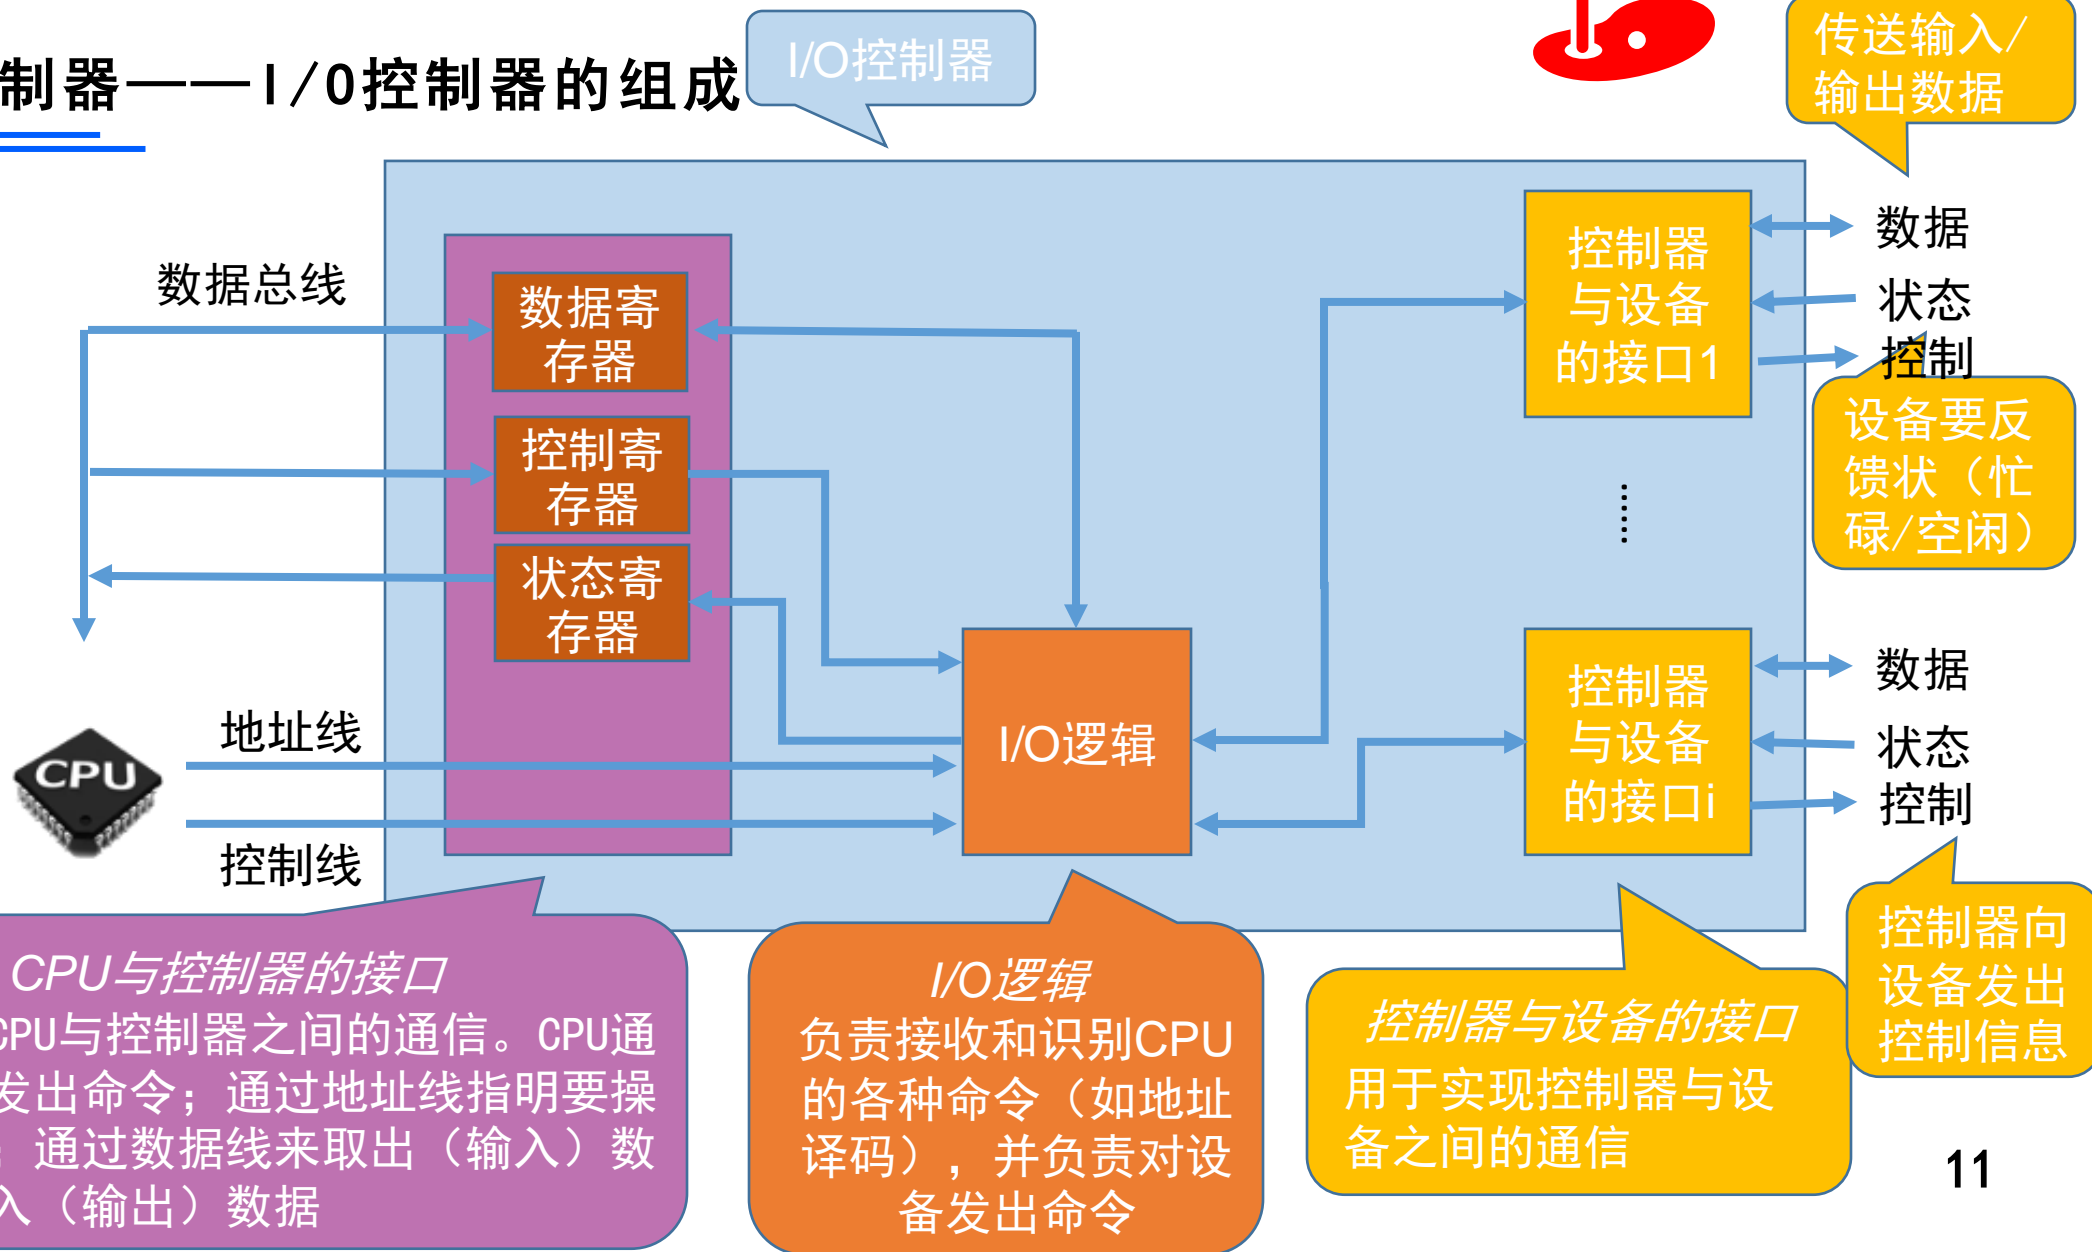 制器——I/O控制器的组成
I/O控制器
传送输入/
输出数据
数据总线
数据寄
存器
控制寄
存器
状态寄
存器
控制器
与设备
的接口1
数据
状态
控制
设备要反
馈状（忙
碌/空闲）
......
地址线
CPU
控制线
I/O逻辑
控制器
与设备
的接口i
数据
状态
控制
控制器向
设备发出
控制信息
CPU与控制器的接口
CPU与控制器之间的通信。CPU通
发出命令；通过地址线指明要操
；通过数据线来取出（输入）数
入（输出）数据
I/O逻辑
负责接收和识别CPU
的各种命令（如地址
译码），并负责对设
备发出命令
控制器与设备的接口
用于实现控制器与设
备之间的通信
11